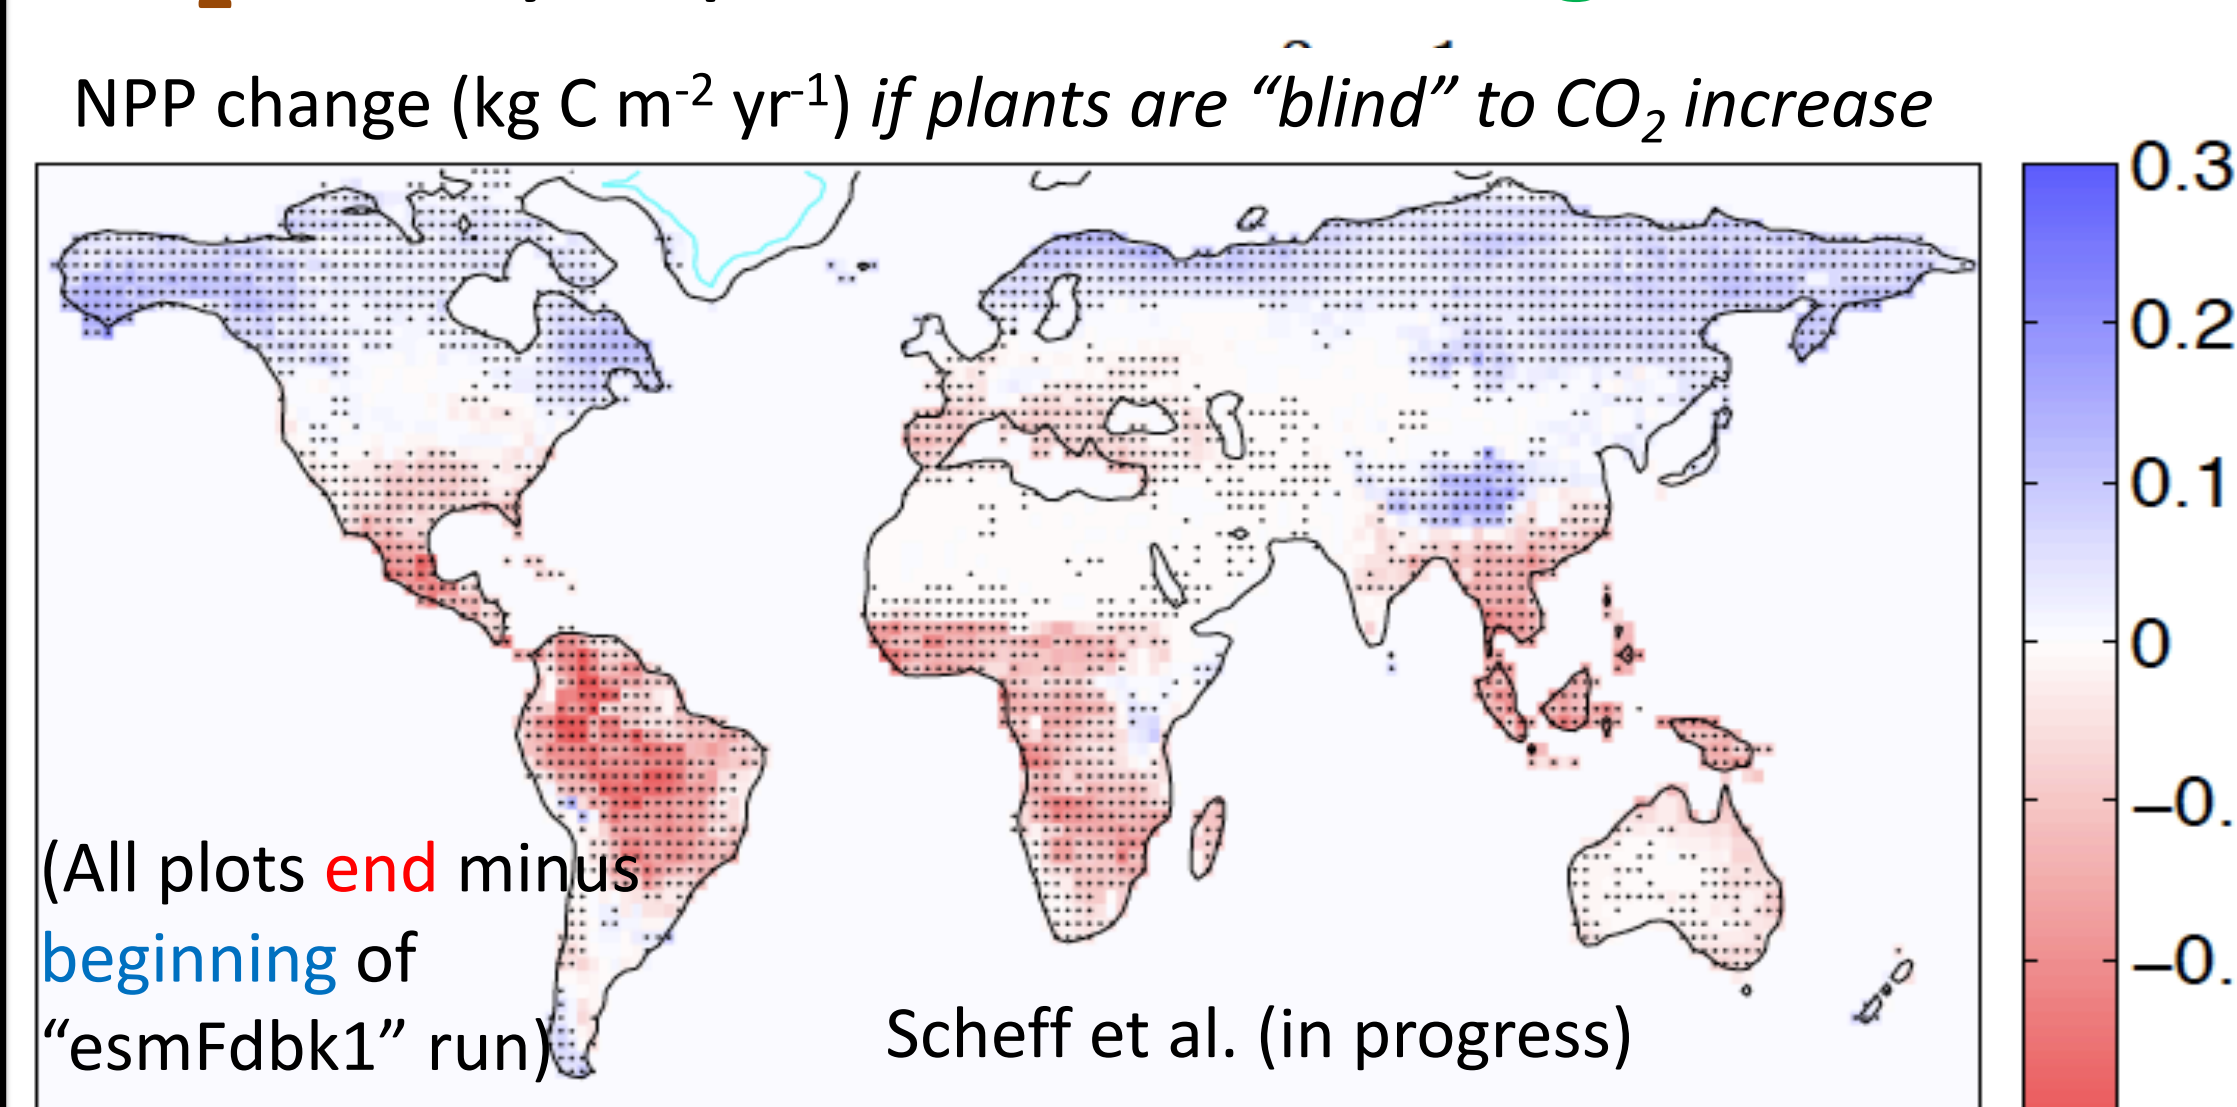 NPP change (kg C m-2 yr-1) if plants are “blind” to CO2 increase
0.3
0.2
0.1
0
−0.
−0.
(All plots end minus
beginning of
“esmFdbk1” run)
Scheff et al. (in progress)